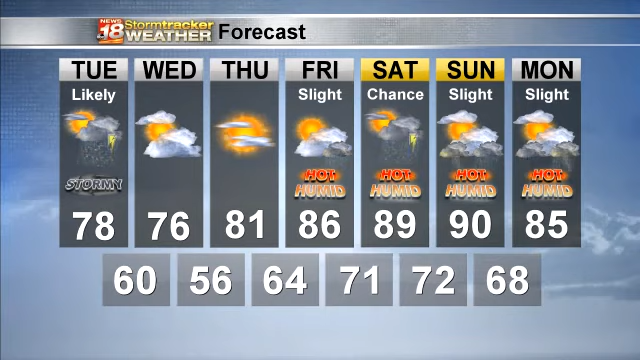 NEWS
18
Stormtracker
WEATHER
Forecast
TUE WED THU FRI SAT SUN MON
Likely Slight Chance Slight Slight
STORMY HOT HUMID HOT HUMID HOT HUMID HOT HUMID
78 76 81 86 89 90 85
60 56 64 71 72 68